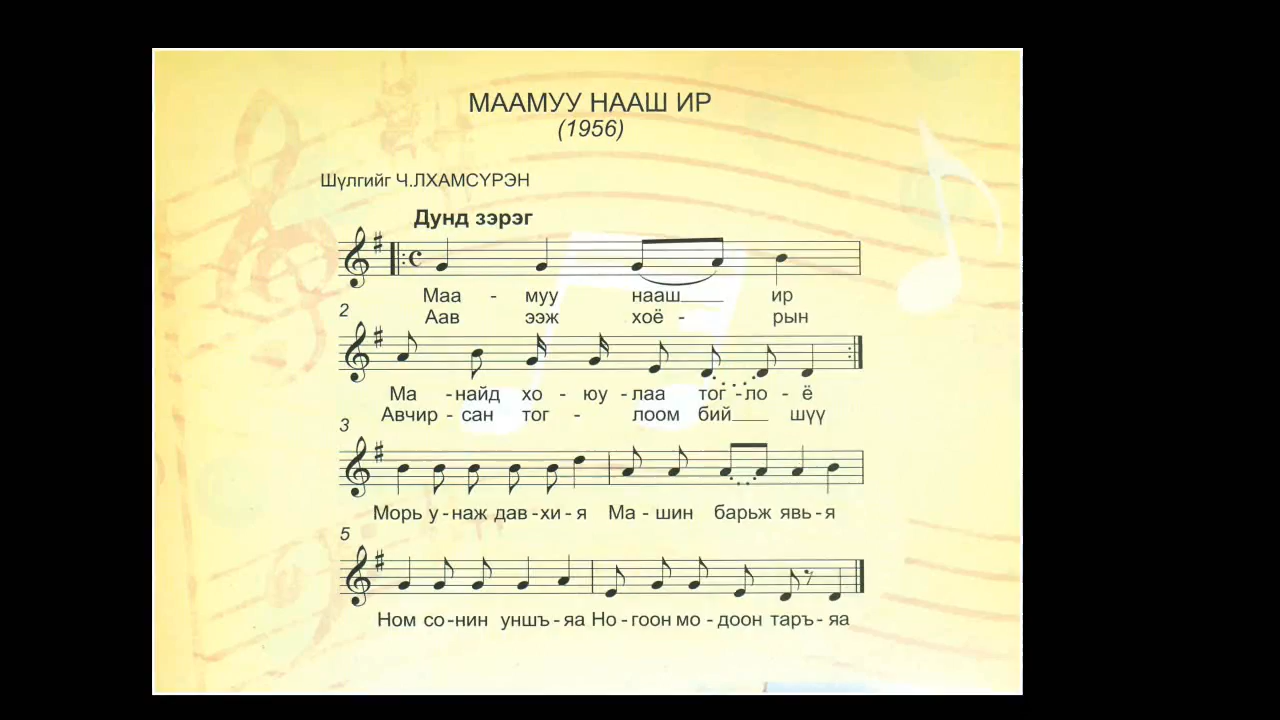 МААМУУ НААШ ИР
(1956)
Шүлгийг Ч.ЛХАМСҮРЭН
Дунд зэрэг
Маа - муу нааш____ ир
Аав ээж хоё - рын
2
Ма -найд хо - юу -лаа тог -ло - ё
Авчир - сан тог - лоом бий____ шүү
3
Морь у -наж дав -хи - я Ма - шин барьж явь-я
5
Ном со-нин уншъ-яа Но-гоон мо - доон таръ- яа